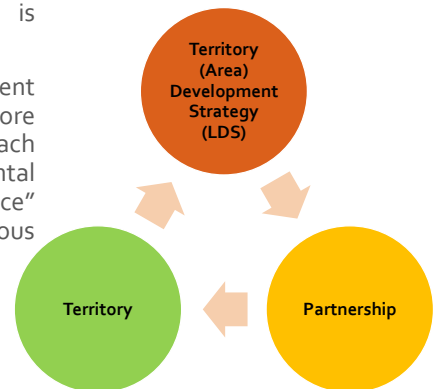 is
ent
ore
ach
ntal
ce"
ous
Territory
(Area)
Development
Strategy
(LDS)
Territory
Partnership